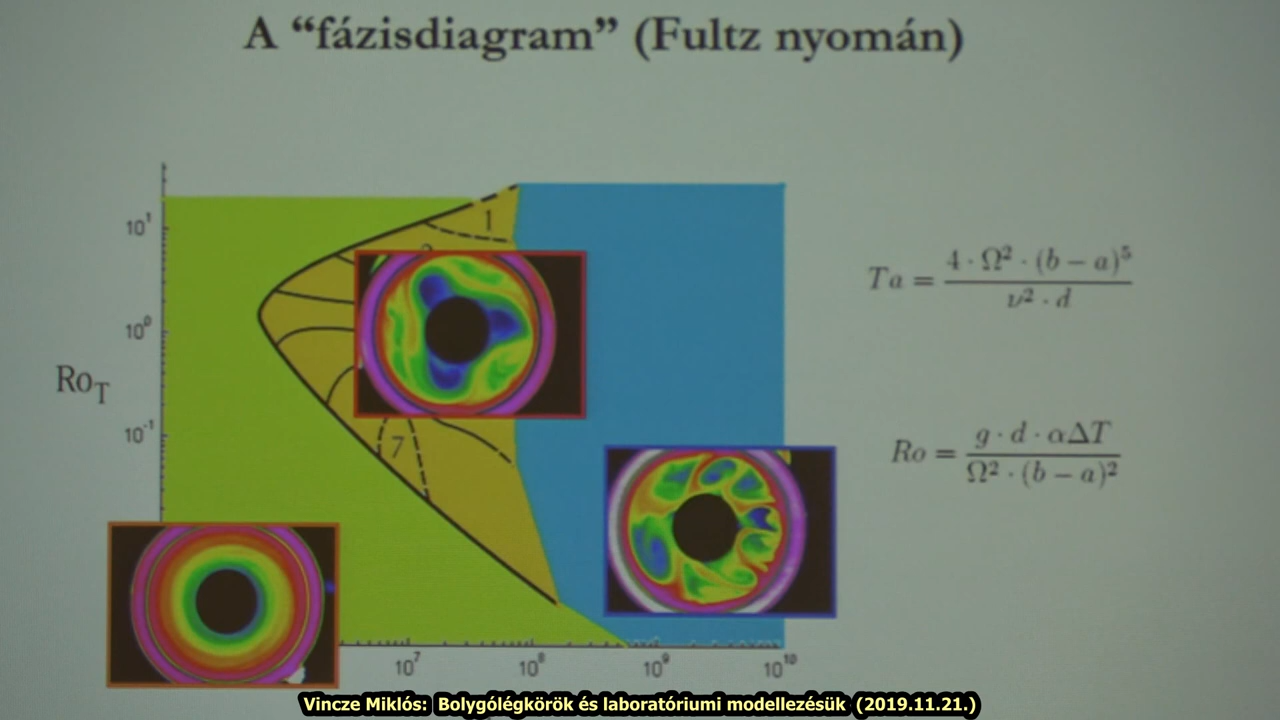 A “fázisdiagram” (Fultz nyomán)
10¹
10⁰
10⁻¹
Ro_T
1
7
10⁷
10⁸
10⁹
10¹⁰
Ta = 4 · Ω² · (b − a)⁵ / ν² · d
Ro = g · d · αΔT / Ω² · (b − a)²
Vincze Miklós: Bolygólégkörök és laboratóriumi modellezésük (2019.11.21.)